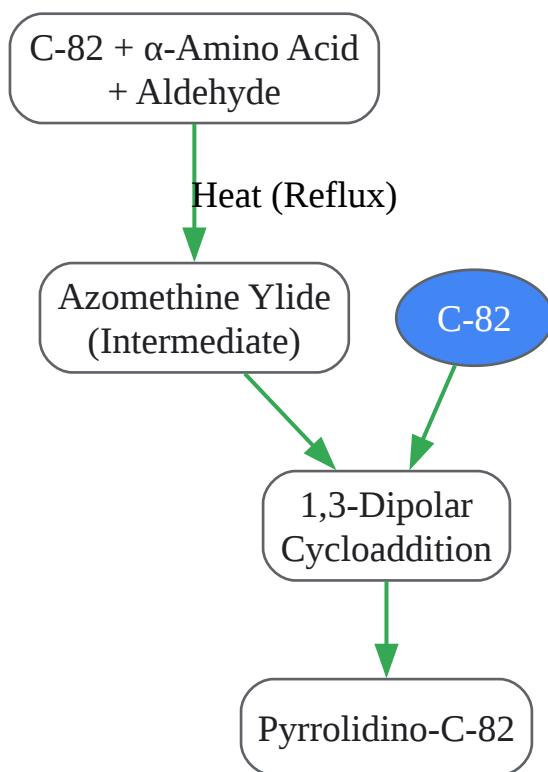 C-82 + α-Amino Acid
+ Aldehyde
Heat (Reflux)
Azomethine Ylide
(Intermediate)
C-82
1,3-Dipolar
Cycloaddition
Pyrrolidino-C-82